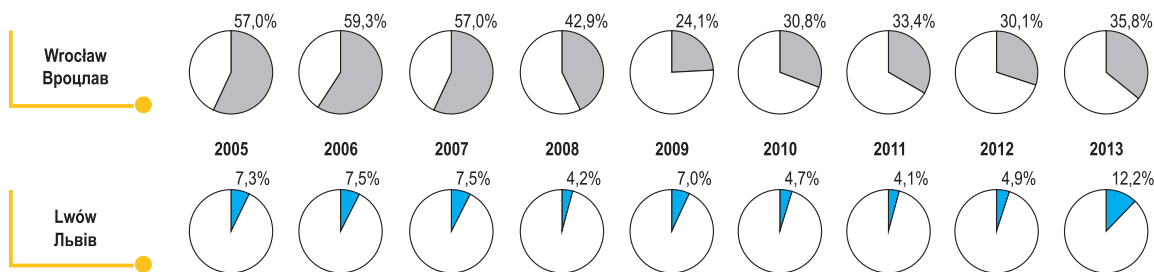 57,0% 59,3% 57,0% 42,9% 24,1% 30,8% 33,4% 30,1% 35,8%
Wrocław
Вроцлав
2005 2006 2007 2008 2009 2010 2011 2012 2013
7,3% 7,5% 7,5% 4,2% 7,0% 4,7% 4,1% 4,9% 12,2%
Lwów
Львів